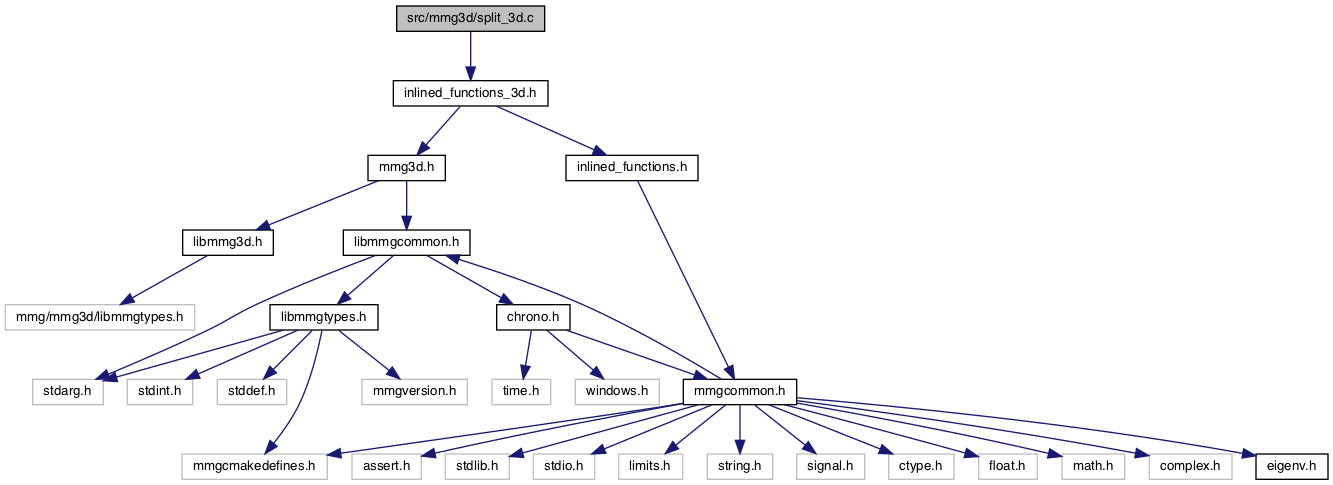 src/mmg3d/split_3d.c
inlined_functions_3d.h
mmg3d.h
inlined_functions.h
libmmg3d.h
libmmgcommon.h
mmg/mmg3d/libmmgtypes.h
libmmgtypes.h
chrono.h
stdarg.h
stdint.h
stddef.h
mmgversion.h
time.h
windows.h
mmgcommon.h
mmgcmakedefines.h
assert.h
stdlib.h
stdio.h
limits.h
string.h
signal.h
ctype.h
float.h
math.h
complex.h
eigenv.h